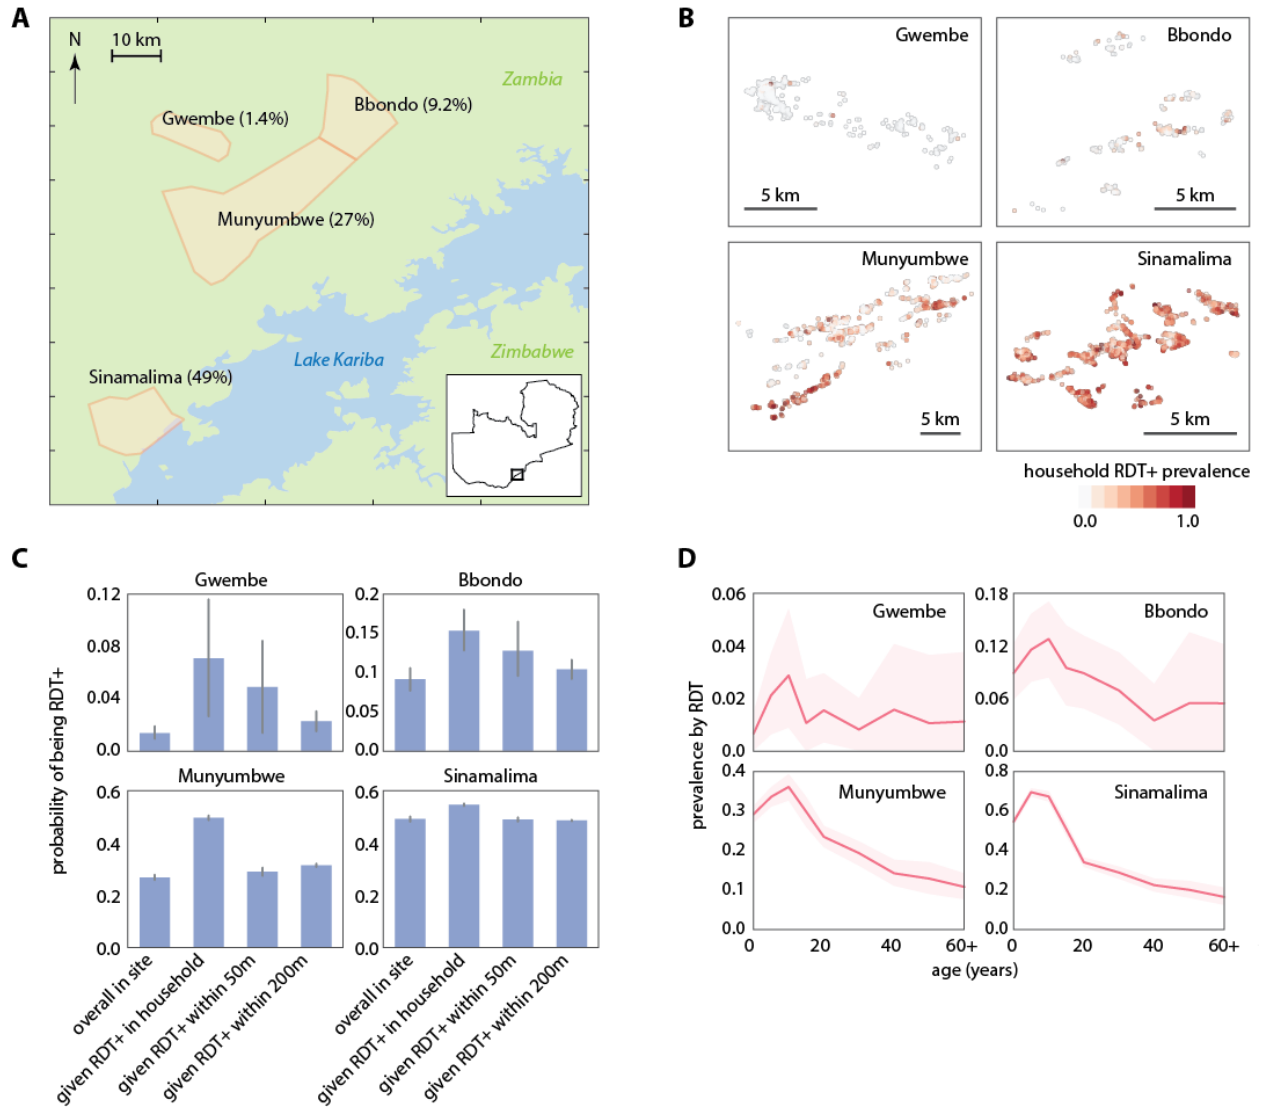 A
N
10 km
Zambia
Bbondo (9.2%)
Gwembe (1.4%)
Munyumbwe (27%)
Lake Kariba
Zimbabwe
Sinamalima (49%)
B
Gwembe
5 km
Bbondo
5 km
Munyumbwe
5 km
Sinamalima
5 km
household RDT+ prevalence
0.0 1.0
C
probability of being RDT+
Gwembe
0.12
0.08
0.04
0.0
Bbondo
0.2
0.15
0.1
0.05
0.0
Munyumbwe
0.6
0.4
0.2
0.0
Sinamalima
0.6
0.4
0.2
0.0
overall in site
given RDT+ in household
given RDT+ within 50m
given RDT+ within 200m
overall in site
given RDT+ in household
given RDT+ within 50m
given RDT+ within 200m
D
prevalence by RDT
Gwembe
0.06
0.04
0.02
0.0
Bbondo
0.18
0.12
0.06
0.0
Munyumbwe
0.4
0.3
0.2
0.1
0.0
Sinamalima
0.8
0.6
0.4
0.2
0.0
0 20 40 60+
0 20 40 60+
age (years)